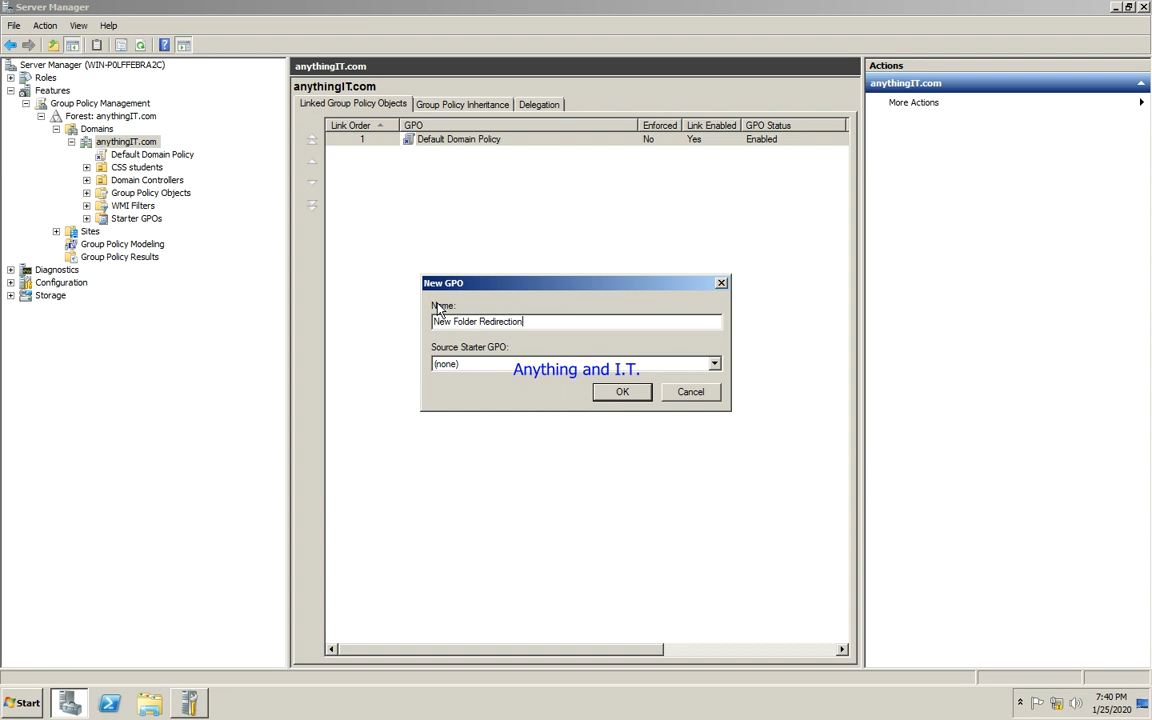 Server Manager
File Action View Help
Server Manager (WIN-P0LFFEBRA2C)
Roles
Features
Group Policy Management
Forest: anythingIT.com
Domains
anythingIT.com
Default Domain Policy
CSS students
Domain Controllers
Group Policy Objects
WMI Filters
Starter GPOs
Sites
Group Policy Modeling
Group Policy Results
Diagnostics
Configuration
Storage
anythingIT.com
anythingIT.com
Linked Group Policy Objects Group Policy Inheritance Delegation
Link Order GPO Enforced Link Enabled GPO Status
1 Default Domain Policy No Yes Enabled
New GPO
Name:
New Folder Redirection
Source Starter GPO:
(none)
Anything and I.T.
OK Cancel
Actions
anythingIT.com
More Actions
Start
7:40 PM
1/25/2020